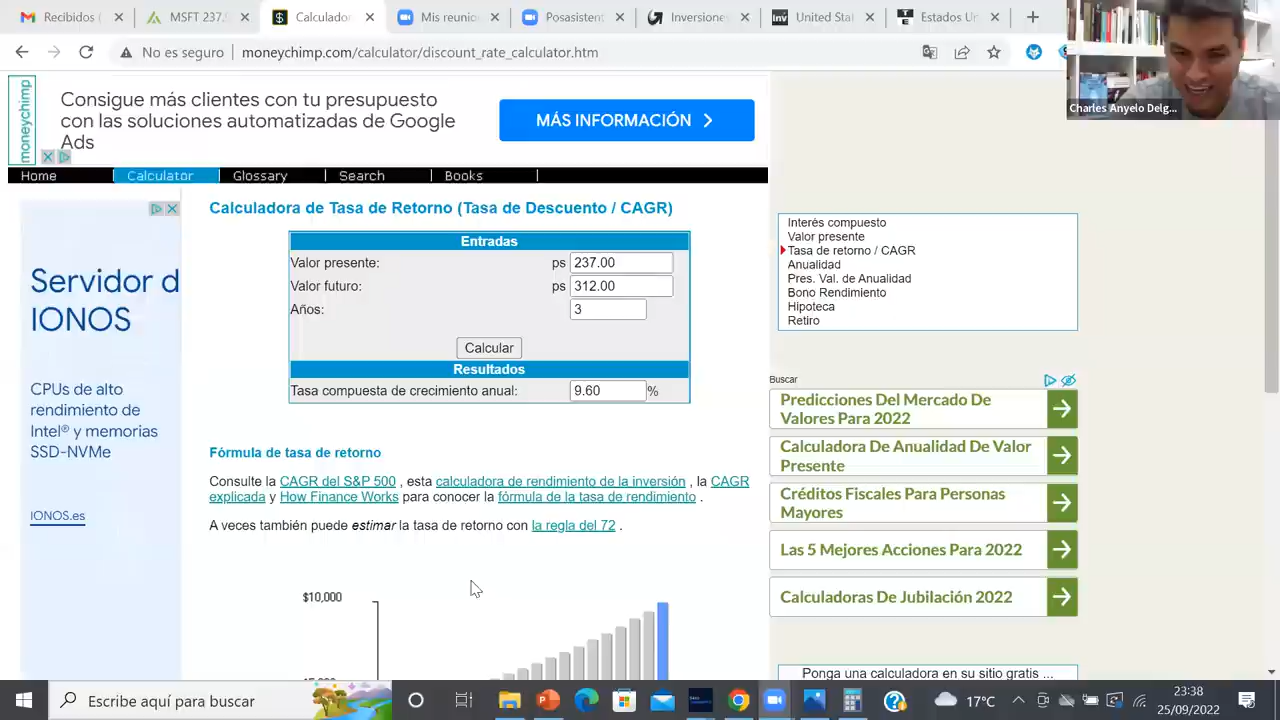 Recibidos (
MSFT 237.9
Calculado
Mis reunio
Posasisten
Inversione
United Sta
Estados Un
No es seguro
moneychimp.com/calculator/discount_rate_calculator.htm
Charles Anyelo Delg...
moneychimp
Consigue más clientes con tu presupuesto
con las soluciones automatizadas de Google
Ads
MÁS INFORMACIÓN
Home
Calculator
Glossary
Search
Books
Servidor d
IONOS
CPUs de alto
rendimiento de
Intel® y memorias
SSD-NVMe
IONOS.es
Calculadora de Tasa de Retorno (Tasa de Descuento / CAGR)
Entradas
Valor presente: ps 237.00
Valor futuro: ps 312.00
Años: 3
Calcular
Resultados
Tasa compuesta de crecimiento anual: 9.60 %
Fórmula de tasa de retorno
Consulte la CAGR del S&P 500 , esta calculadora de rendimiento de la inversión , la CAGR
explicada y How Finance Works para conocer la fórmula de la tasa de rendimiento .
A veces también puede estimar la tasa de retorno con la regla del 72 .
$10,000
Interés compuesto
Valor presente
Tasa de retorno / CAGR
Anualidad
Pres. Val. de Anualidad
Bono Rendimiento
Hipoteca
Retiro
Buscar
Predicciones Del Mercado De
Valores Para 2022
Calculadora De Anualidad De Valor
Presente
Créditos Fiscales Para Personas
Mayores
Las 5 Mejores Acciones Para 2022
Calculadoras De Jubilación 2022
Ponga una calculadora en su sitio gratis ...
Escribe aquí para buscar
17°C
23:38
25/09/2022